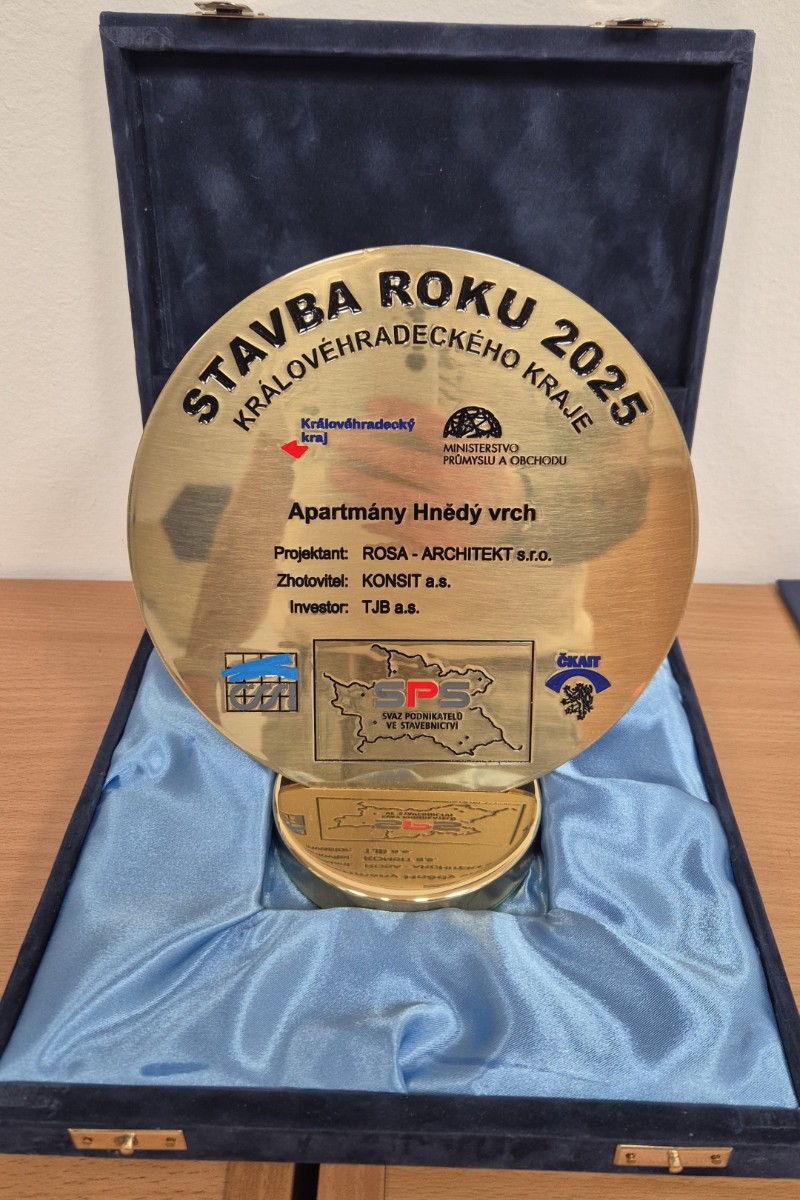 STAVBA ROKU 2025
KRÁLOVÉHRADECKÉHO KRAJE
Královéhradecký
kraj
MINISTERSTVO
PRŮMYSLU A OBCHODU
Apartmány Hnědý vrch
Projektant: ROSA - ARCHITEKT s.r.o.
Zhotovitel: KONSIT a.s.
Investor: TJB a.s.
SPS
SVAZ PODNIKATELŮ
VE STAVEBNICTVÍ
ČKAIT